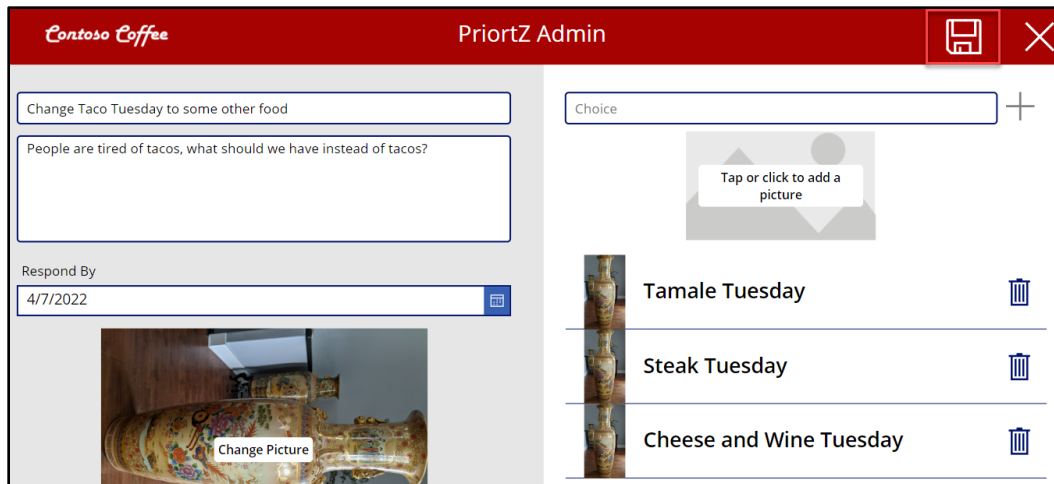 Contoso Coffee
PriortZ Admin
Change Taco Tuesday to some other food
People are tired of tacos, what should we have instead of tacos?
Respond By
4/7/2022
Change Picture
Choice
Tap or click to add a
picture
Tamale Tuesday
Steak Tuesday
Cheese and Wine Tuesday